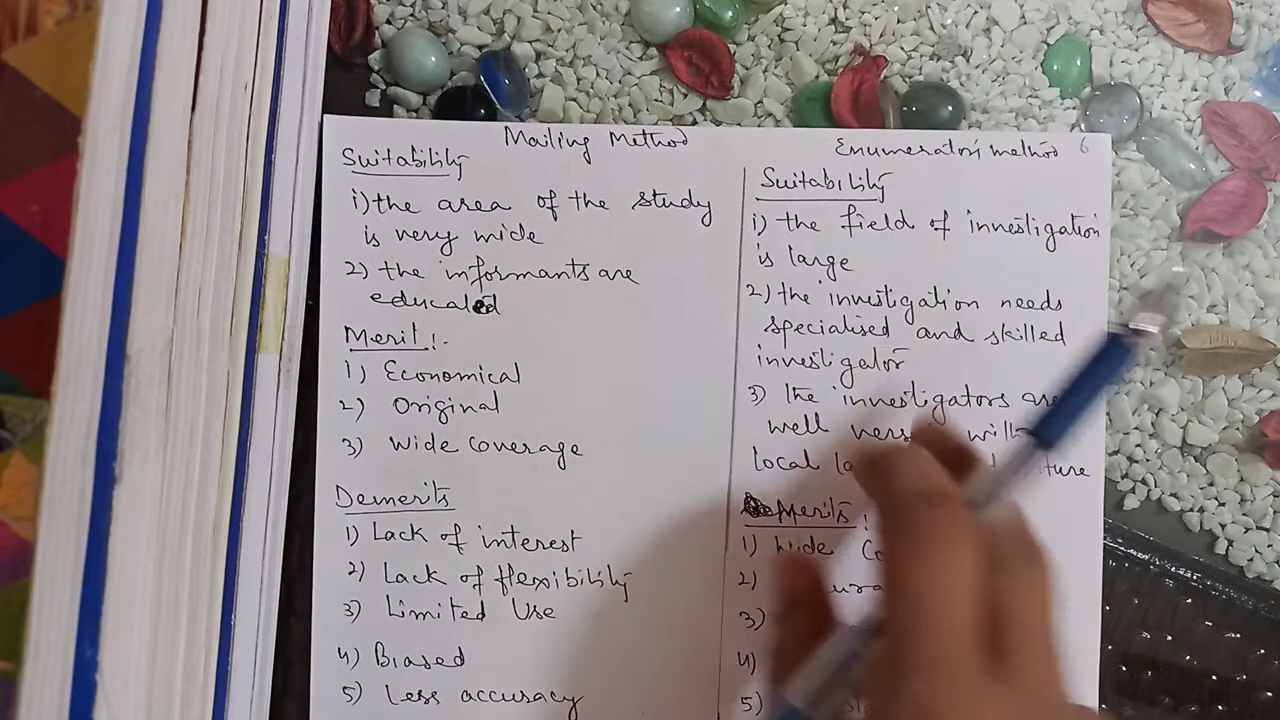 Mailing Method
Suitability
i) the area of the study
is very wide
2) the informants are
educated
Merit :-
1) Economical
2) Original
3) Wide Coverage
Demerits
1) Lack of interest
2) Lack of flexibility
3) Limited Use
4) Biased
5) Less accuracy
Enumerators method 6
Suitability
i) the field of investigation
is large
2) the investigation needs
specialised and skilled
investigator
3) the investigators are
well with
local
Merits :
1) Wide
2)
3)
4)
5)